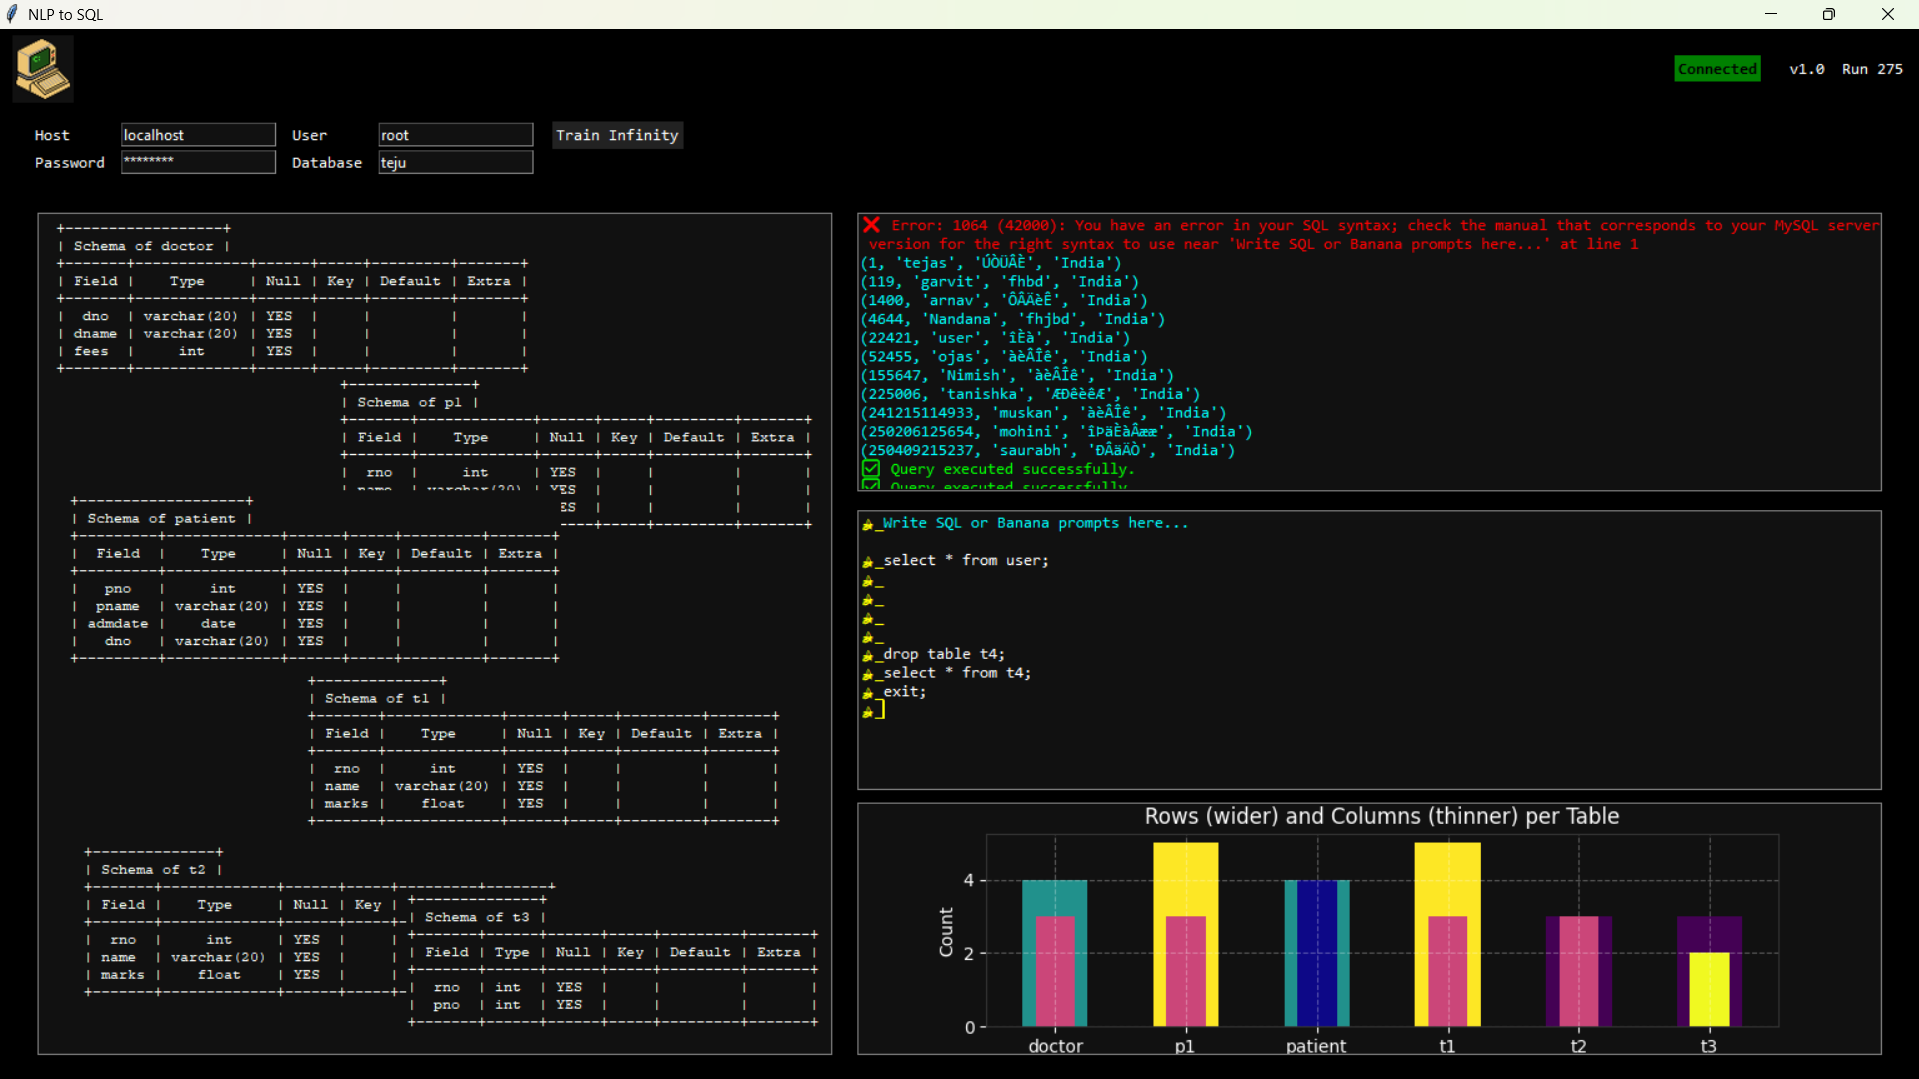 NLP to SQL
Connected v1.0 Run 275
Host localhost User root Train Infinity
Password ******** Database teju
+------------------+
| Schema of doctor |
+-------+-------------+------+-----+---------+-------+
| Field | Type | Null | Key | Default | Extra |
+-------+-------------+------+-----+---------+-------+
| dno | varchar(20) | YES | | | |
| dname | varchar(20) | YES | | | |
| fees | int | YES | | | |
+-------+-------------+------+-----+---------+-------+
+--------------+
| Schema of p1 |
+-------+-------------+------+-----+---------+-------+
| Field | Type | Null | Key | Default | Extra |
+-------+-------------+------+-----+---------+-------+
| rno | int | YES | | | |
| name | varchar(20) | YES | | | |
ES | | | |
----+-----+---------+-------+
+-------------------+
| Schema of patient |
+---------+-------------+------+-----+---------+-------+
| Field | Type | Null | Key | Default | Extra |
+---------+-------------+------+-----+---------+-------+
| pno | int | YES | | | |
| pname | varchar(20) | YES | | | |
| admdate | date | YES | | | |
| dno | varchar(20) | YES | | | |
+---------+-------------+------+-----+---------+-------+
+--------------+
| Schema of t1 |
+-------+-------------+------+-----+---------+-------+
| Field | Type | Null | Key | Default | Extra |
+-------+-------------+------+-----+---------+-------+
| rno | int | YES | | | |
| name | varchar(20) | YES | | | |
| marks | float | YES | | | |
+-------+-------------+------+-----+---------+-------+
+--------------+
| Schema of t2 |
+-------+-------------+------+-----+---------+-------+
| Field | Type | Null | Key |
+-------+-------------+------+-----+-
| rno | int | YES | |
| name | varchar(20) | YES | |
| marks | float | YES | |
+-------+-------------+------+-----+-
+--------------+
| Schema of t3 |
+-------+------+------+-----+---------+-------+
| Field | Type | Null | Key | Default | Extra |
+-------+------+------+-----+---------+-------+
| rno | int | YES | | | |
| pno | int | YES | | | |
+-------+------+------+-----+---------+-------+
❌ Error: 1064 (42000): You have an error in your SQL syntax; check the manual that corresponds to your MySQL server
version for the right syntax to use near 'Write SQL or Banana prompts here...' at line 1
(1, 'tejas', 'ÚÒÜÂÈ', 'India')
(119, 'garvit', 'fhbd', 'India')
(1400, 'arnav', 'ÔÂÄèÊ', 'India')
(4644, 'Nandana', 'fhjbd', 'India')
(22421, 'user', 'îÈà', 'India')
(52455, 'ojas', 'àèÂÎê', 'India')
(155647, 'Nimish', 'àèÂÎê', 'India')
(225006, 'tanishka', 'ÆÐêèêÆ', 'India')
(241215114933, 'muskan', 'àèÂÎê', 'India')
(250206125654, 'mohini', 'îÞäÈàÂææ', 'India')
(250409215237, 'saurabh', 'ÐÂäÄÒ', 'India')
✅ Query executed successfully.
✅ Query executed successfully.
_Write SQL or Banana prompts here...
_select * from user;
_
_
_
_
_drop table t4;
_select * from t4;
_exit;
_
Rows (wider) and Columns (thinner) per Table
Count
4
2
0
doctor p1 patient t1 t2 t3